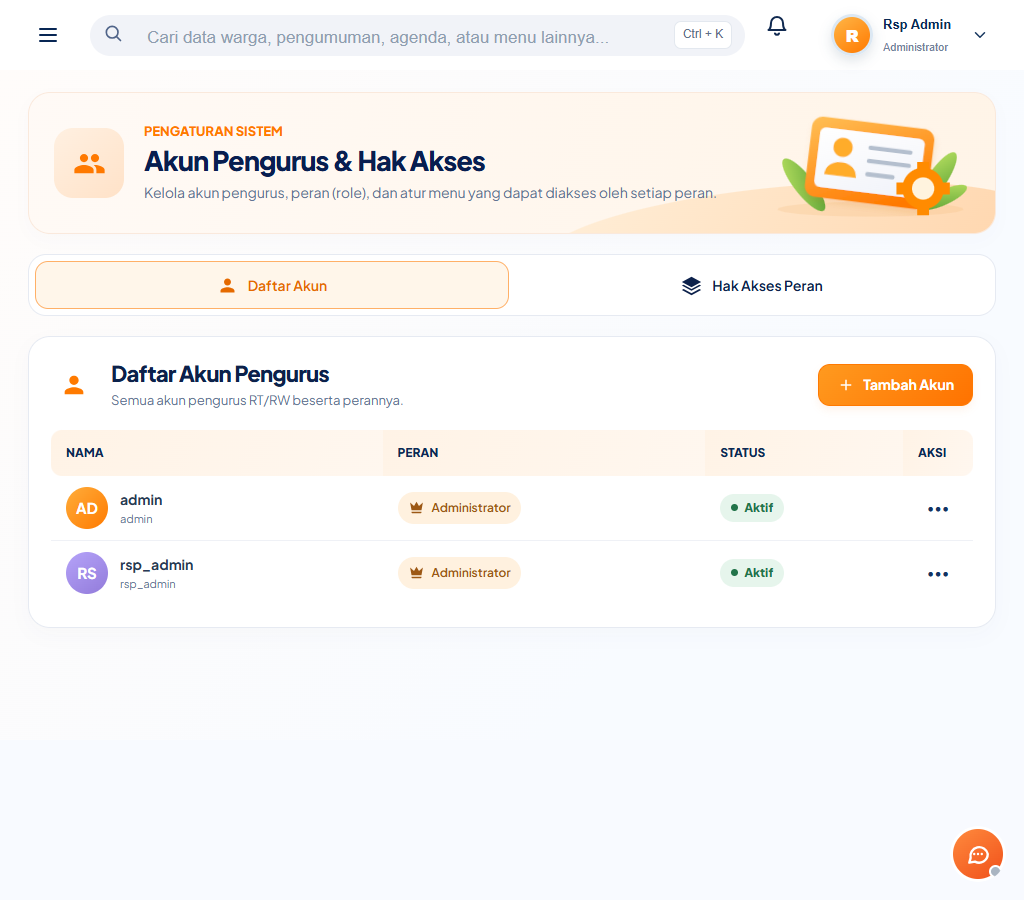 Cari data warga, pengumuman, agenda, atau menu lainnya...
Ctrl + K
R
Rsp Admin
Administrator
PENGATURAN SISTEM
Akun Pengurus & Hak Akses
Kelola akun pengurus, peran (role), dan atur menu yang dapat diakses oleh setiap peran.
Daftar Akun
Hak Akses Peran
Daftar Akun Pengurus
Semua akun pengurus RT/RW beserta perannya.
+ Tambah Akun
NAMA PERAN STATUS AKSI
AD
admin
admin
Administrator
Aktif
RS
rsp_admin
rsp_admin
Administrator
Aktif